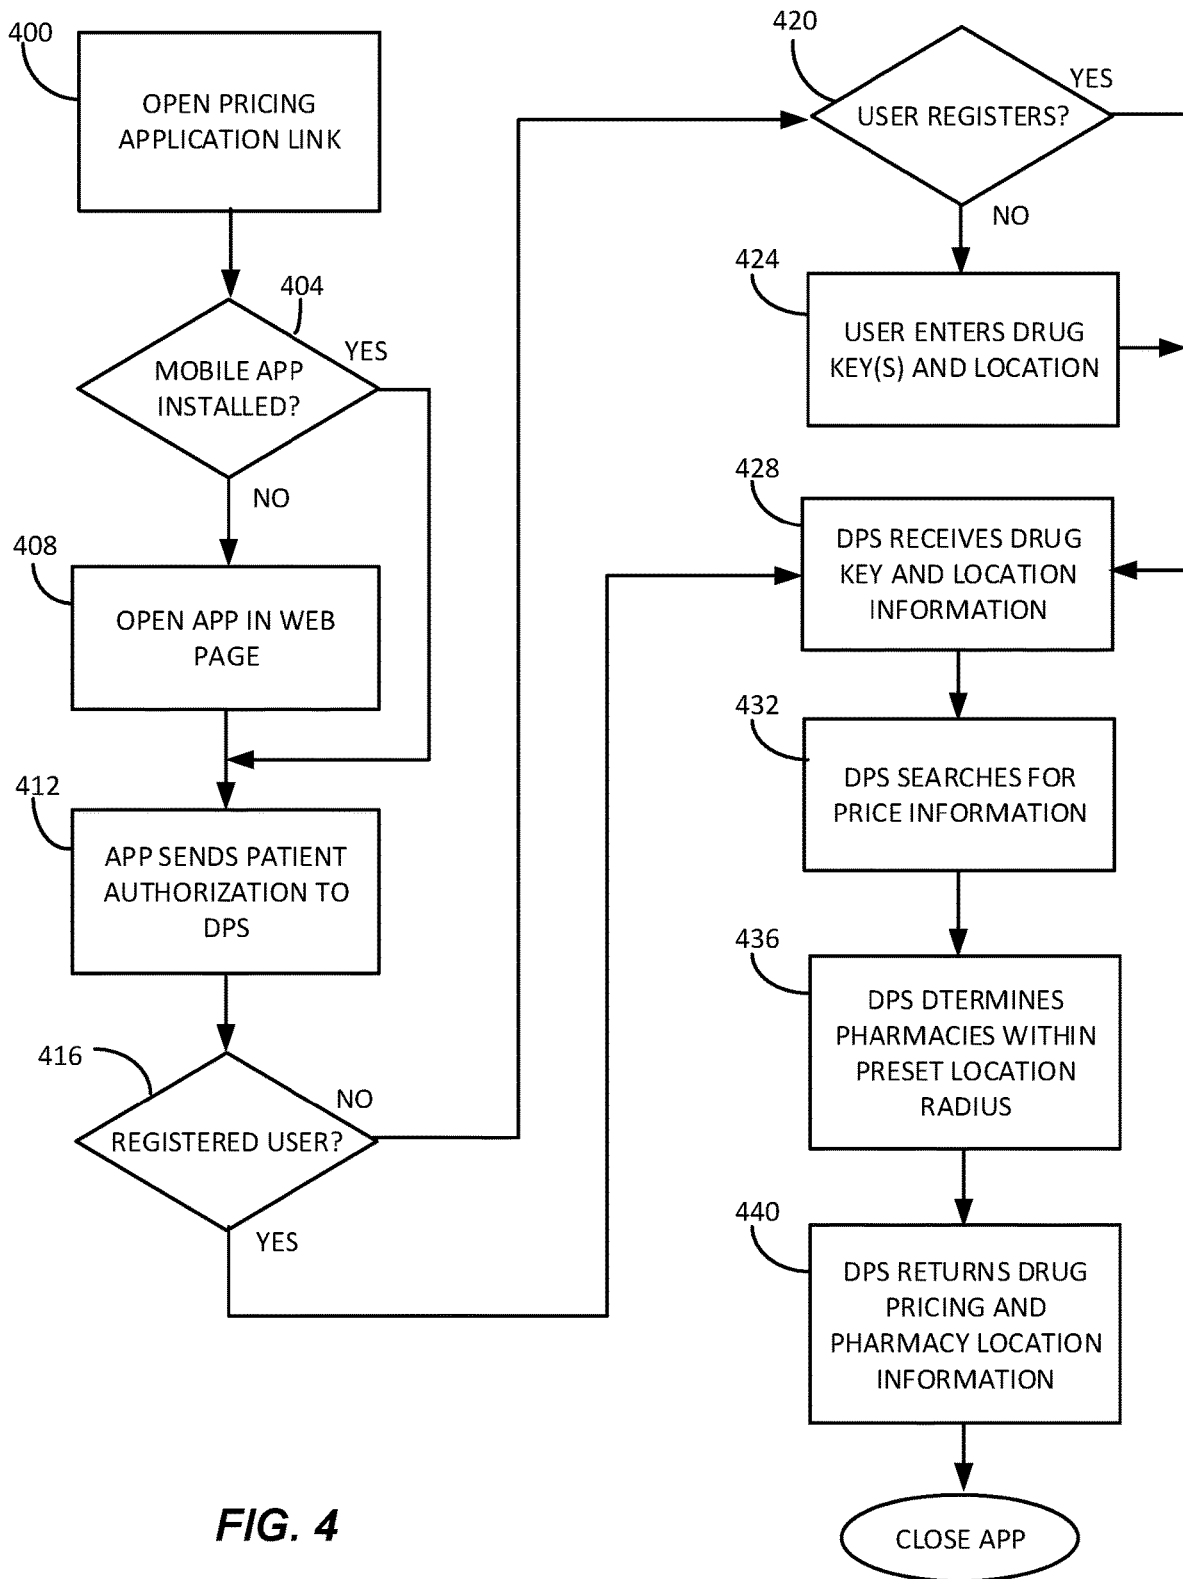 400
OPEN PRICING
APPLICATION LINK
404
YES
MOBILE APP
INSTALLED?
NO
408
OPEN APP IN WEB
PAGE
412
APP SENDS PATIENT
AUTHORIZATION TO
DPS
416
NO
REGISTERED USER?
YES
420
YES
USER REGISTERS?
NO
424
USER ENTERS DRUG
KEY(S) AND LOCATION
428
DPS RECEIVES DRUG
KEY AND LOCATION
INFORMATION
432
DPS SEARCHES FOR
PRICE INFORMATION
436
DPS DTERMINES
PHARMACIES WITHIN
PRESET LOCATION
RADIUS
440
DPS RETURNS DRUG
PRICING AND
PHARMACY LOCATION
INFORMATION
CLOSE APP
FIG. 4